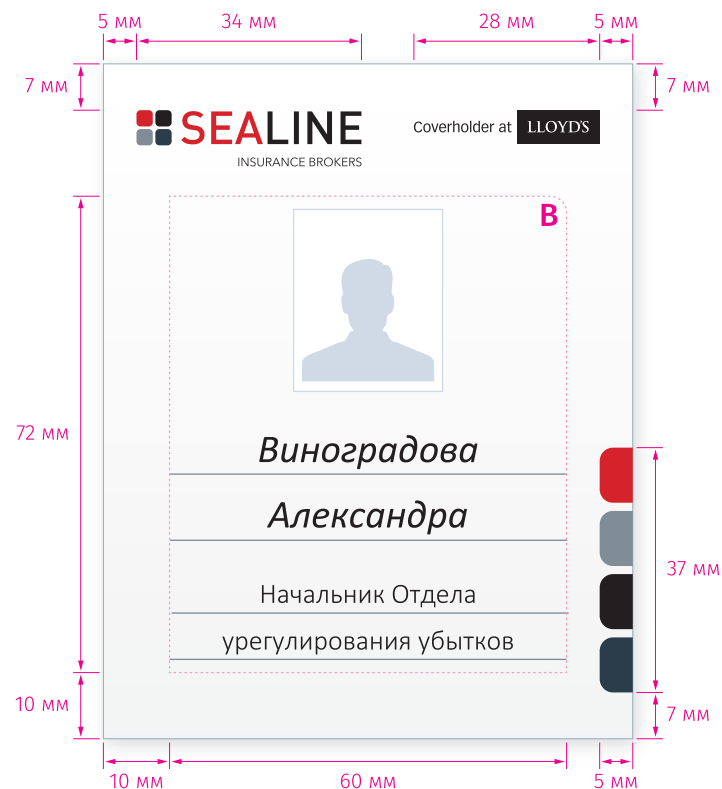 5 мм 34 мм 28 мм 5 мм
7 мм 7 мм
SEALINE
INSURANCE BROKERS
Coverholder at LLOYD'S
B
72 мм
Виноградова
Александра
37 мм
Начальник Отдела
урегулирования убытков
10 мм 7 мм
10 мм 60 мм 5 мм